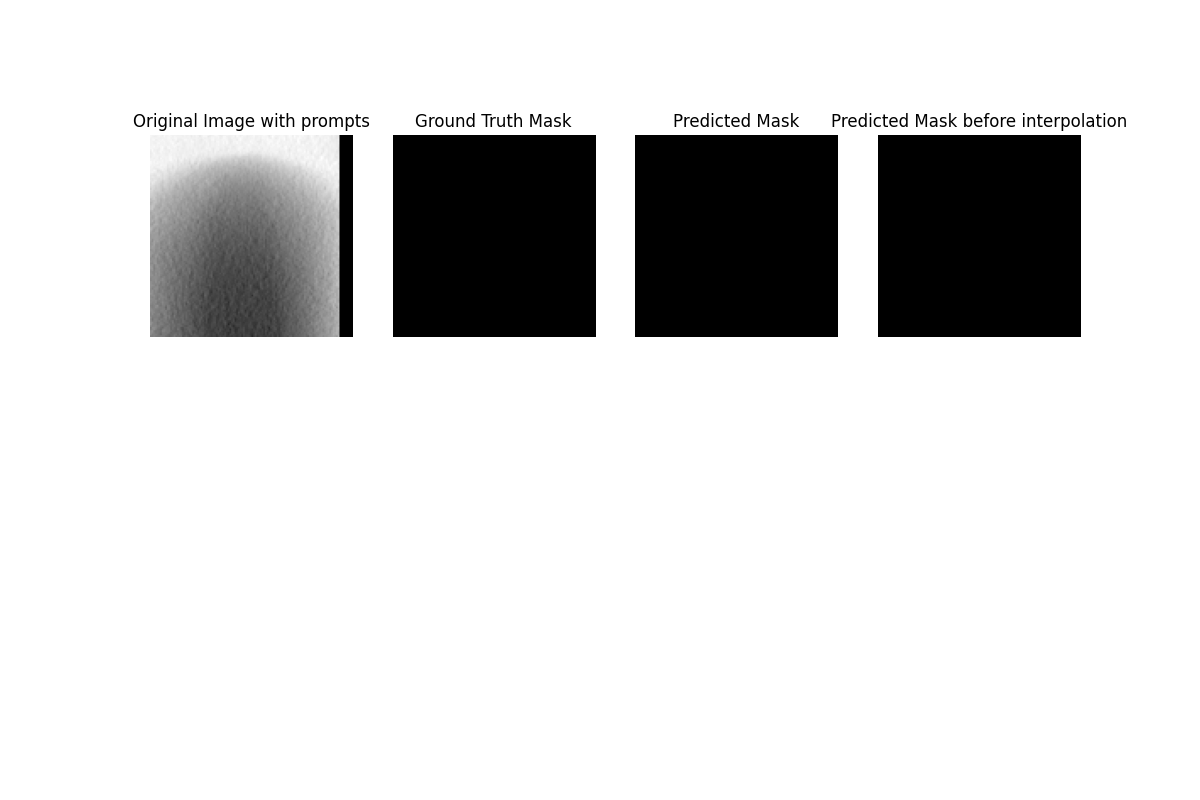 Original Image with prompts
Ground Truth Mask
Predicted Mask
Predicted Mask before interpolation